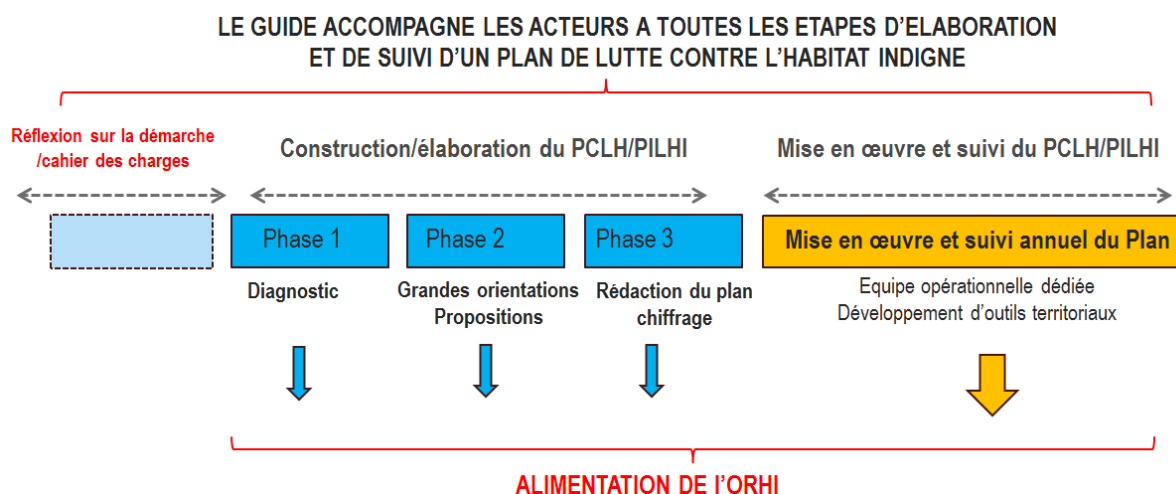 LE GUIDE ACCOMPAGNE LES ACTEURS A TOUTES LES ETAPES D'ELABORATION
ET DE SUIVI D'UN PLAN DE LUTTE CONTRE L'HABITAT INDIGNE
Réflexion sur la démarche
/cahier des charges
Construction/élaboration du PCLH/PILHI
Mise en œuvre et suivi du PCLH/PILHI
Phase 1
Phase 2
Phase 3
Mise en œuvre et suivi annuel du Plan
Diagnostic
Grandes orientations
Propositions
Rédaction du plan
chiffrage
Equipe opérationnelle dédiée
Développement d'outils territoriaux
ALIMENTATION DE l'ORHI